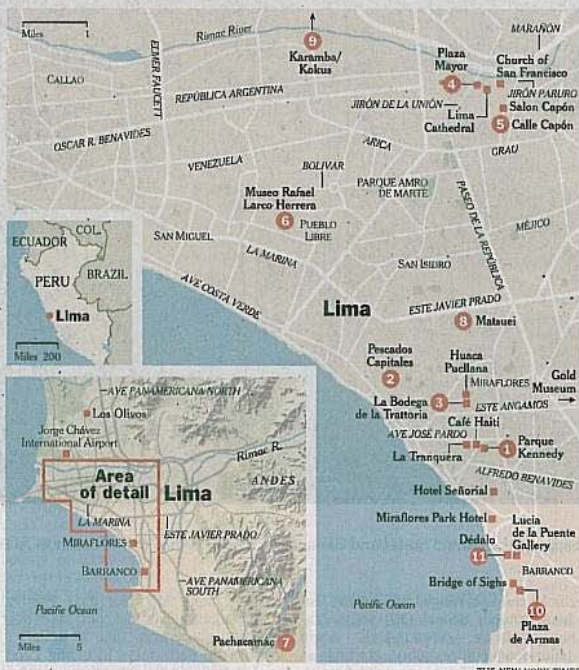 Miles 1
Rimac River
9
Karamba/
Kokus
MARAÑÓN
CALLAO
ELMER FAUCETT
REPÚBLICA ARGENTINA
Plaza
Mayor
4
Church of
San Francisco
JIRÓN DE LA UNIÓN
Lima
Cathedral
JIRÓN PARURO
Salon Capón
5 Calle Capón
OSCAR R. BENAVIDES
ARICA
GRAU
VENEZUELA
BOLIVAR
PARQUE AMRO
DE MARTE
PASEO DE LA REPÚBLICA
Museo Rafael
Larco Herrera
6
PUEBLO
LIBRE
MÉJICO
SAN MIGUEL
LA MARINA
SAN ISIDRO
AVE COSTA VERDE
Lima
ESTE JAVIER PRADO
8 Matsuei
ECUADOR
COL.
PERU
BRAZIL
Lima
Miles 200
Pescados
Capitales
2
Huaca
Pucllana
MIRAFLORES
Gold
Museum
La Bodega
de la Trattoria
3
ESTE ANGAMOS
Café Haiti
AVE JOSÉ PARDO
La Tranquera
1
Parque
Kennedy
ALFREDO BENAVIDES
Hotel Señorial
Miraflores Park Hotel
Lucia
de la Puente
Gallery
Dédalo
11
BARRANCO
Bridge of Sighs
10
Plaza
de Armas
Pacific Ocean
AVE PANAMERICANA NORTH
Los Olivos
Jorge Chávez
International Airport
Rimac R.
ANDES
Area
of detail
Lima
LA MARINA
ESTE JAVIER PRADO
MIRAFLORES
BARRANCO
AVE PANAMERICANA
SOUTH
Pacific Ocean
Miles 5
Pachacamác 7
THE NEW YORK TIMES